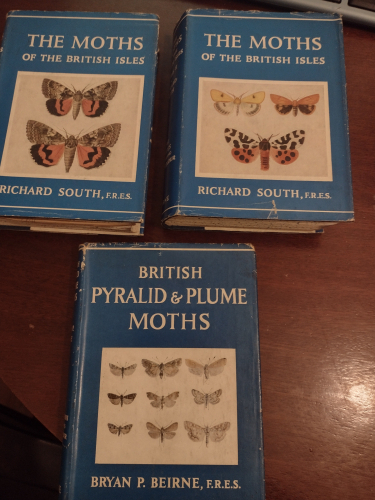 THE MOTHS
OF THE BRITISH ISLES
RICHARD SOUTH, F.R.E.S.
THE MOTHS
OF THE BRITISH ISLES
RICHARD SOUTH, F.R.E.S.
BRITISH
PYRALID & PLUME
MOTHS
BRYAN P. BEIRNE, F.R.E.S.